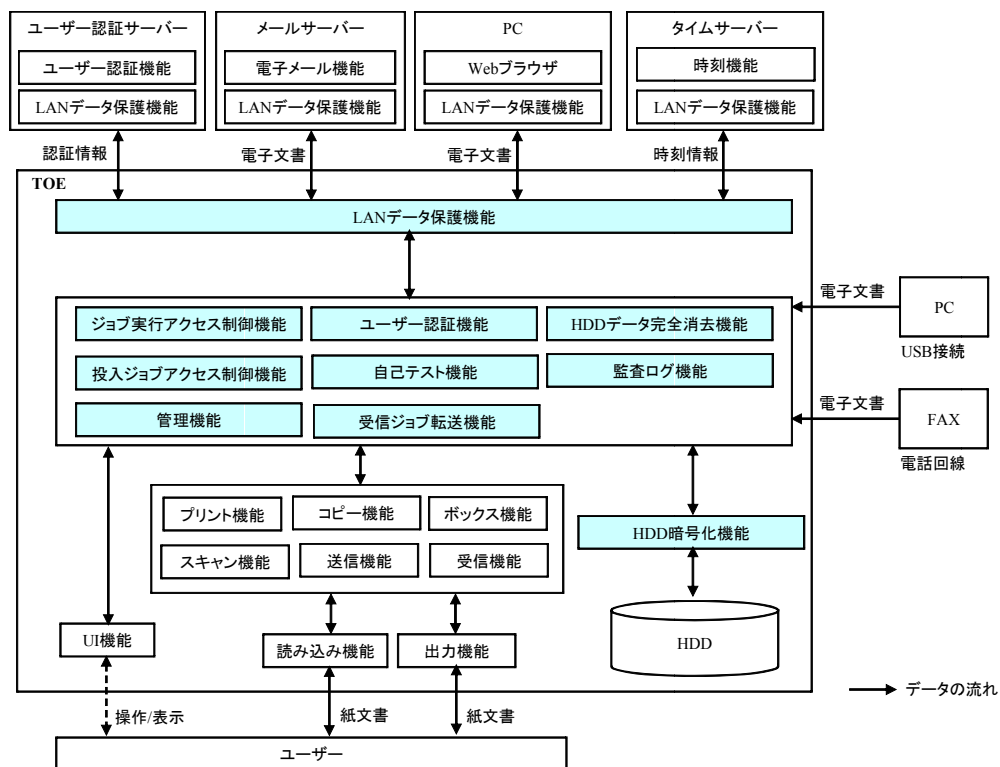 ユーザー認証サーバー
ユーザー認証機能
LANデータ保護機能
メールサーバー
電子メール機能
LANデータ保護機能
PC
Webブラウザ
LANデータ保護機能
タイムサーバー
時刻機能
LANデータ保護機能
認証情報
電子文書
電子文書
時刻情報
TOE
LANデータ保護機能
ジョブ実行アクセス制御機能
ユーザー認証機能
HDDデータ完全消去機能
投入ジョブアクセス制御機能
自己テスト機能
監査ログ機能
管理機能
受信ジョブ転送機能
電子文書
PC
USB接続
電子文書
FAX
電話回線
プリント機能
コピー機能
ボックス機能
スキャン機能
送信機能
受信機能
HDD暗号化機能
UI機能
読み込み機能
出力機能
HDD
データの流れ
操作/表示
紙文書
紙文書
ユーザー